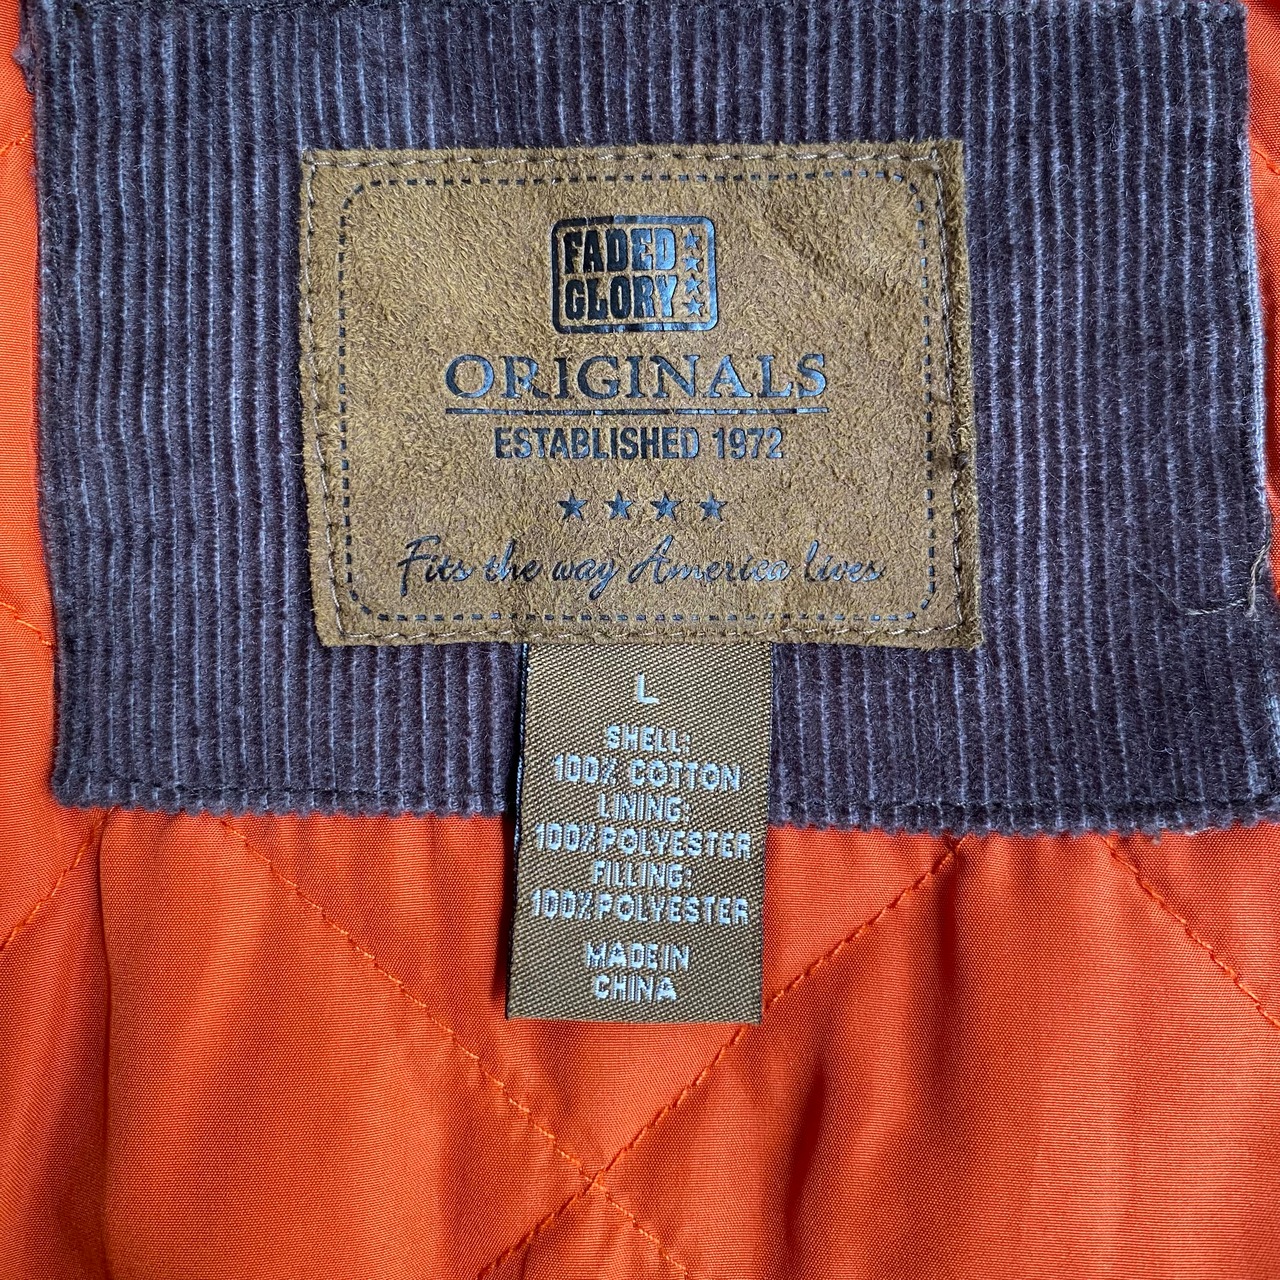 FADED
GLORY
ORIGINALS
ESTABLISHED 1972
Fits the way America lives
L
SHELL:
100% COTTON
LINING:
100% POLYESTER
FILLING:
100% POLYESTER
MADE IN
CHINA